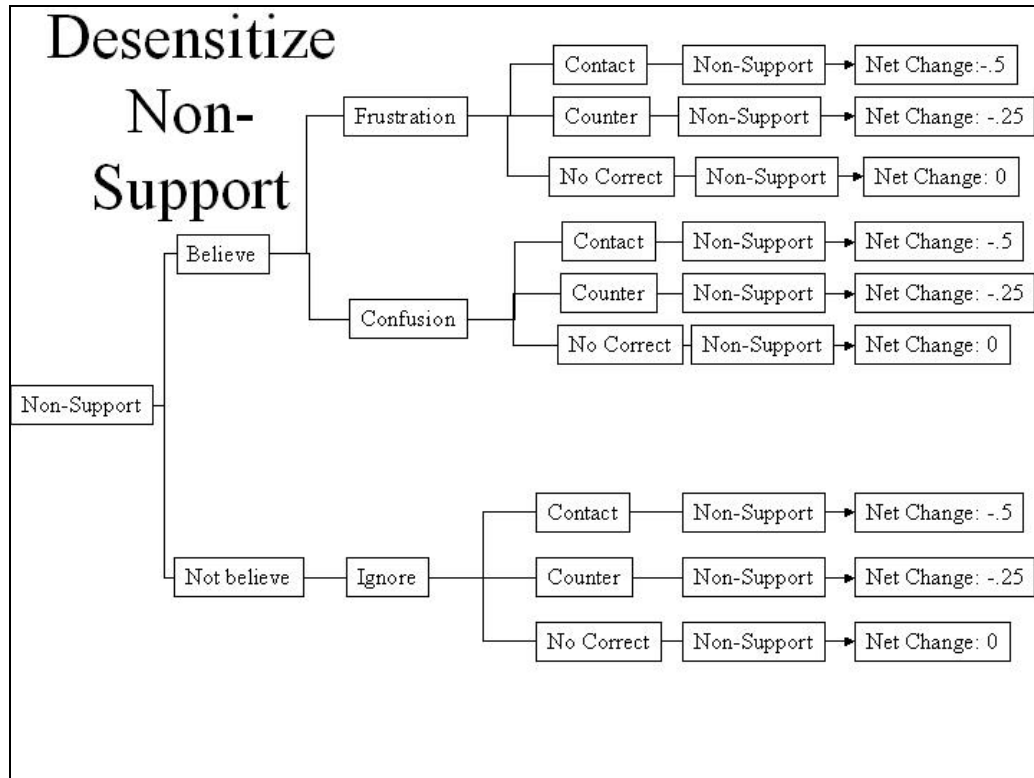 Desensitize
Non-
Support
Contact Non-Support Net Change:-.5
Frustration Counter Non-Support Net Change: -.25
No Correct Non-Support Net Change: 0
Believe Contact Non-Support Net Change: -.5
Counter Non-Support Net Change: -.25
Confusion
No Correct Non-Support Net Change: 0
Non-Support
Contact Non-Support Net Change: -.5
Not believe Ignore Counter Non-Support Net Change: -.25
No Correct Non-Support Net Change: 0